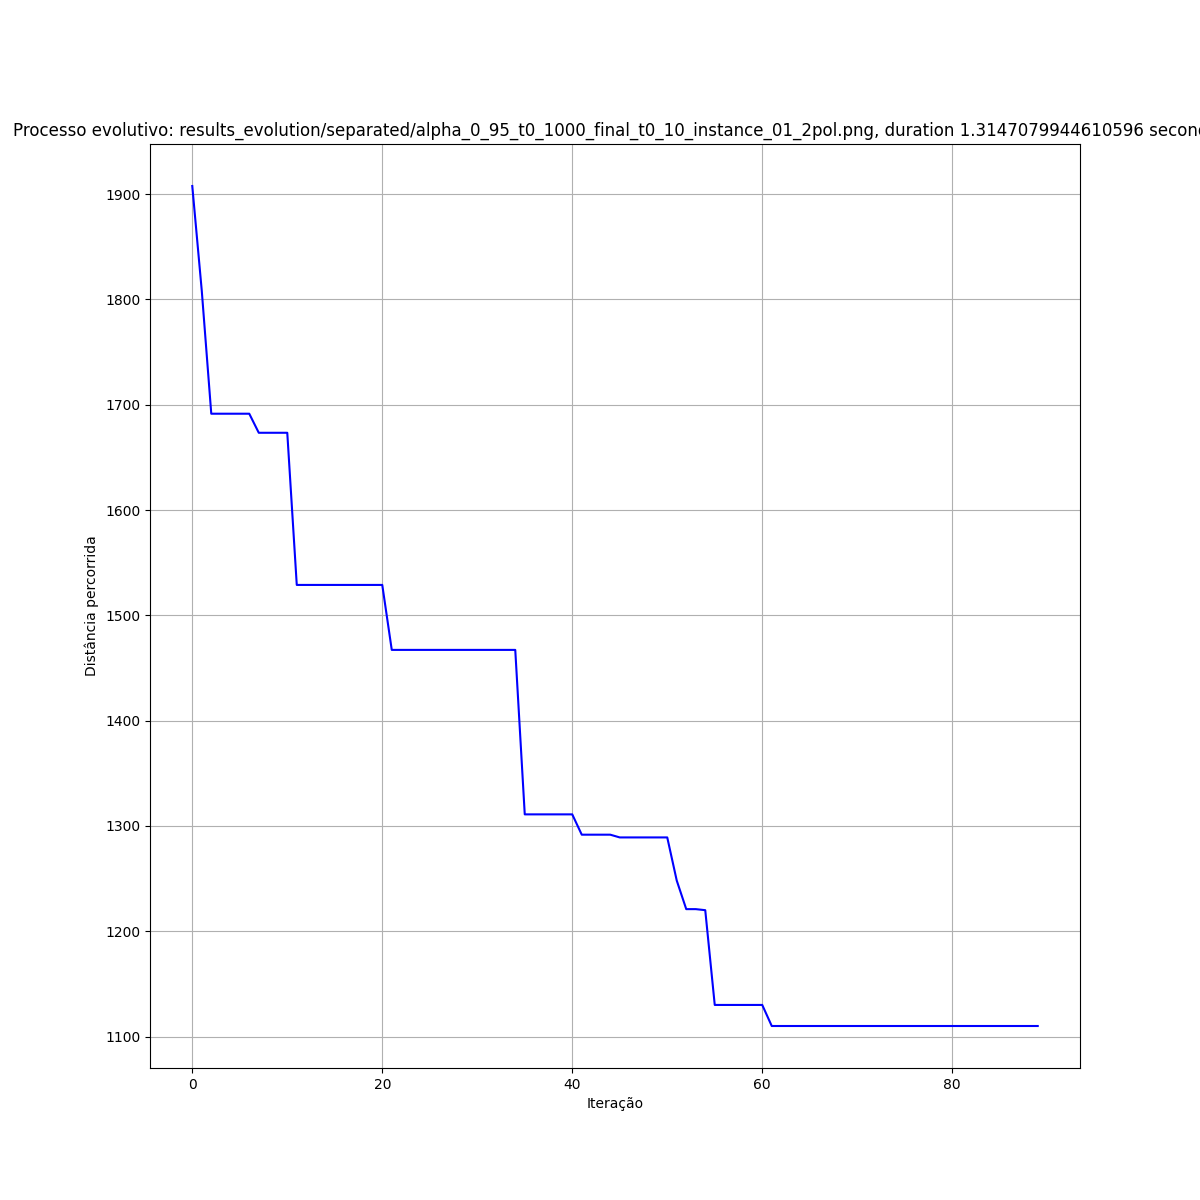 Processo evolutivo: results_evolution/separated/alpha_0_95_t0_1000_final_t0_10_instance_01_2pol.png, duration 1.3147079944610596
1900
1800
1700
1600
1500
1400
1300
1200
1100
Distância percorrida
0 20 40 60 80
Iteração